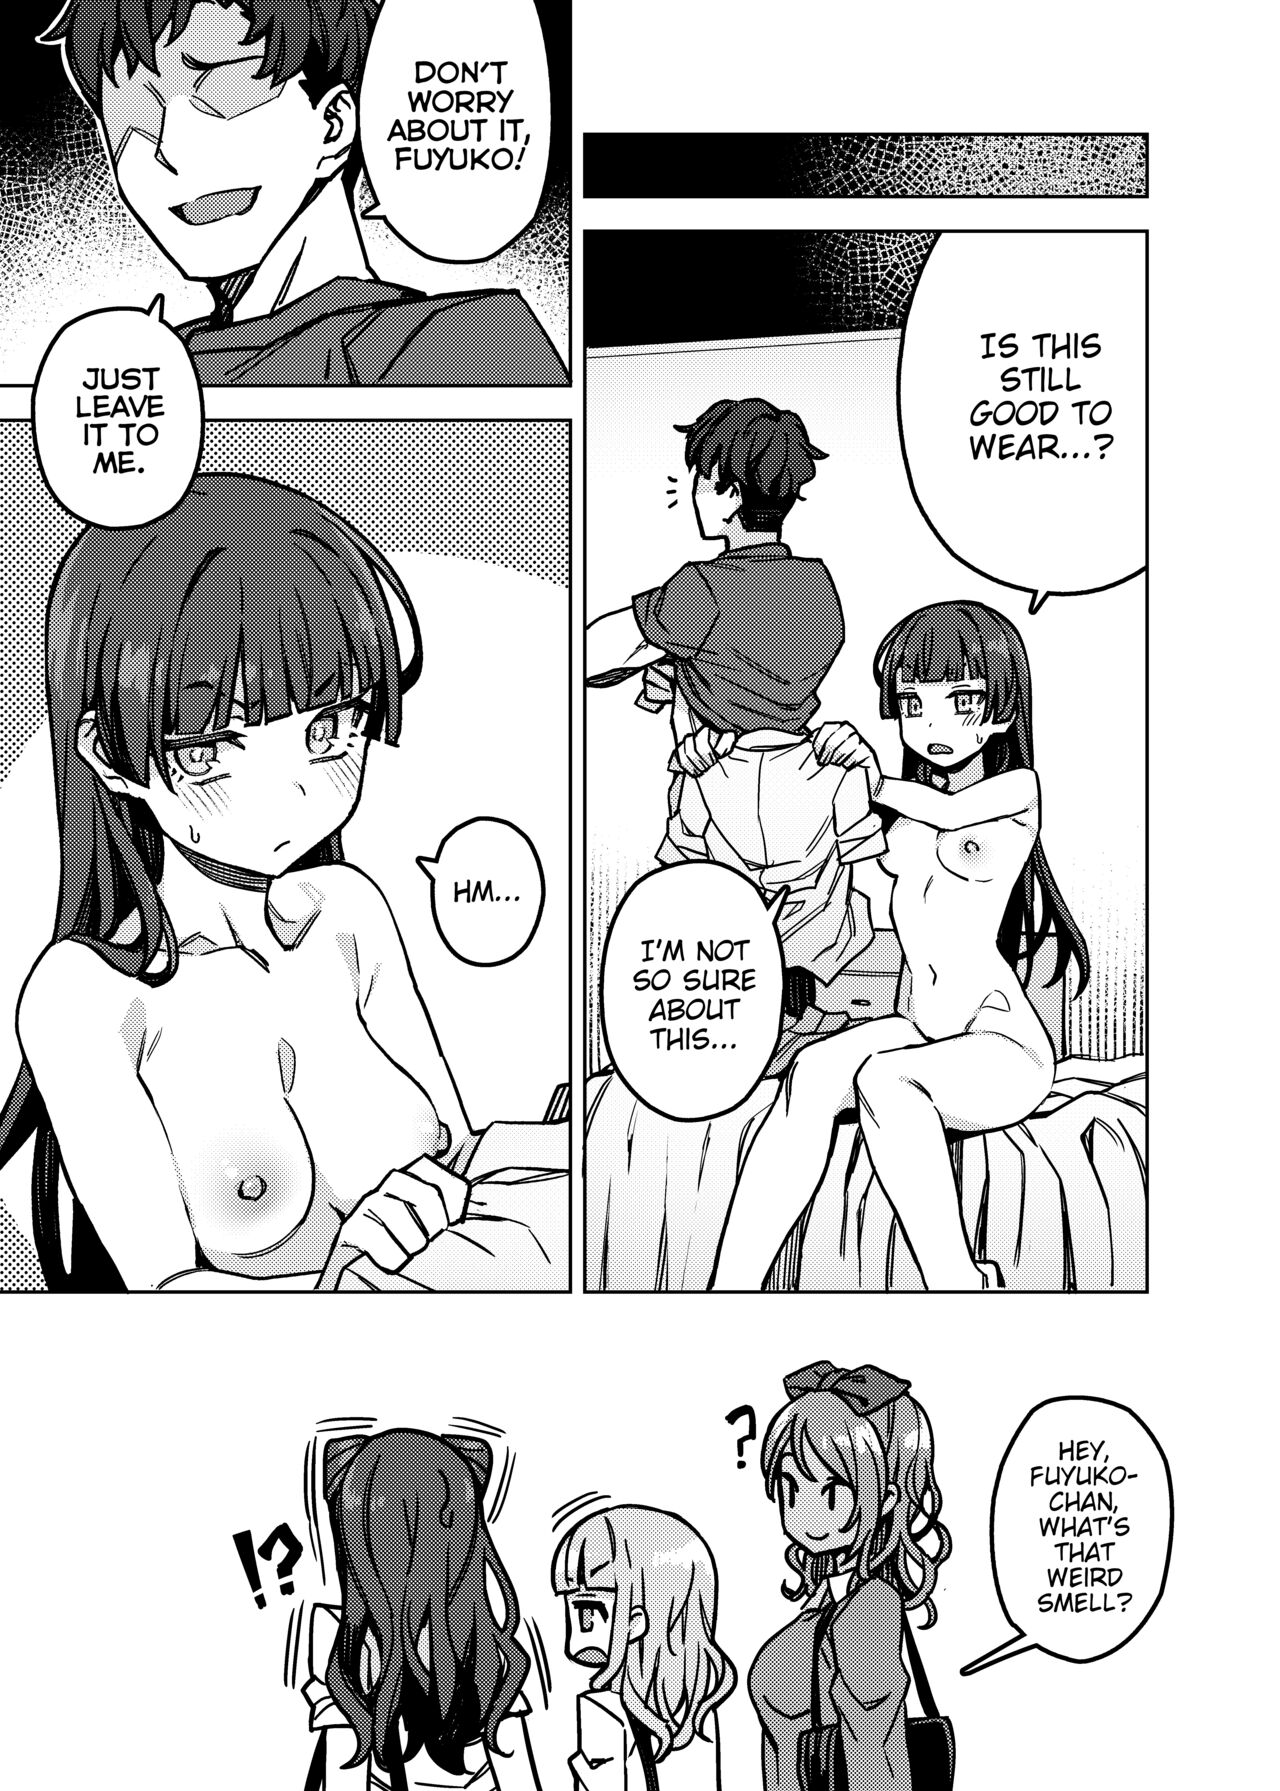 IS THIS
STILL
GOOD TO
WEAR...?
I'M NOT
SO SURE
ABOUT
THIS...
DON'T
WORRY
ABOUT IT,
FUYUKO!
JUST
LEAVE
IT TO
ME.
HM...
HEY,
FUYUKO-
CHAN,
WHAT'S
THAT
WEIRD
SMELL?
?
!?